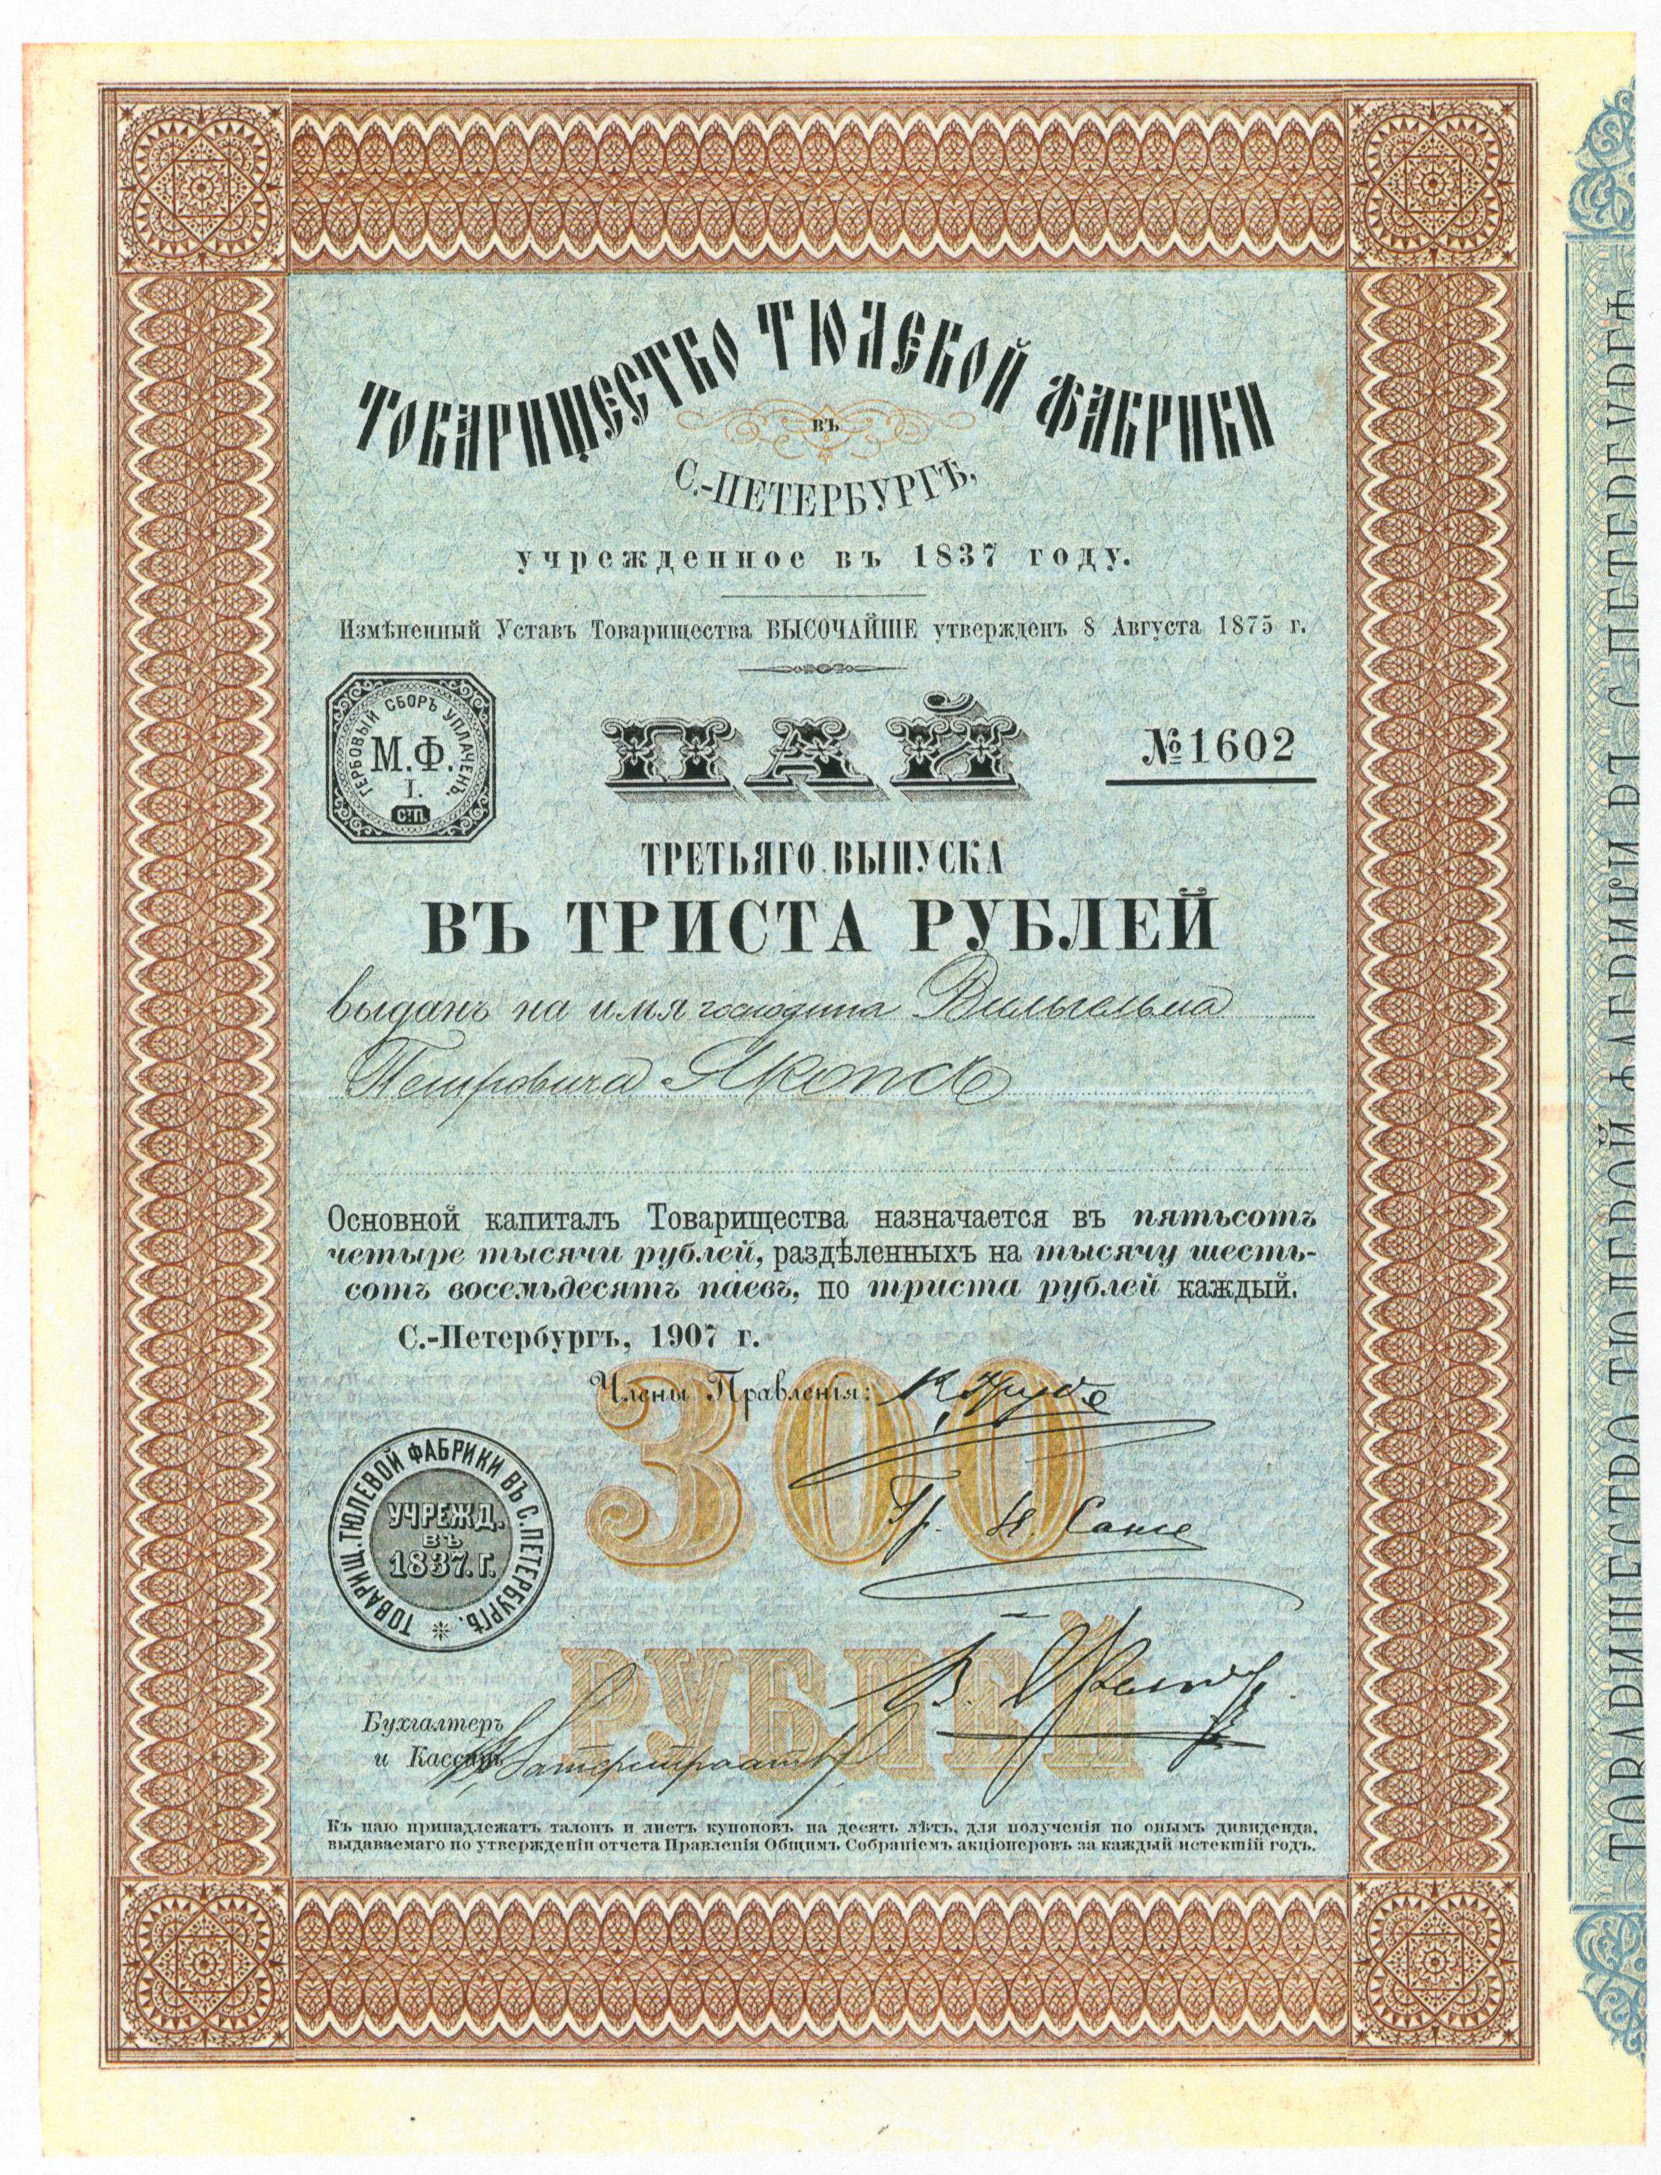 ТОВАРИЩЕСТВО ТЮЛЕВОЙ ФАБРИКИ
ВЪ
С.-ПЕТЕРБУРГѢ,
учрежденное въ 1837 году.
Измѣненный Уставъ Товарищества ВЫСОЧАЙШЕ утвержденъ 8 Августа 1875 г.
ГЕРБОВЫЙ СБОРЪ УПЛАЧЕНЪ.
М.Ф.
I.
С.П.
ПАЙ
№ 1602
ТРЕТЬЯГО ВЫПУСКА
ВЪ ТРИСТА РУБЛЕЙ
выданъ на имя господина Вильгельма
Петровича Якопсъ
Основной капиталъ Товарищества назначается въ пятьсотъ
четыре тысячи рублей, раздѣленныхъ на тысячу шесть-
сотъ восемьдесятъ паевъ, по триста рублей каждый.
С.-Петербургъ, 1907 г.
300
Члены Правленія:
ТОВАРИЩ. ТЮЛЕВОЙ ФАБРИКИ ВЪ С. ПЕТЕРБУРГѢ.
УЧРЕЖД.
ВЪ
1837. Г.
РУБЛЕЙ
Бухгалтеръ
и Кассиръ
Къ паю принадлежатъ талонъ и листъ купоновъ на десять лѣтъ, для полученія по онымъ дивиденда,
выдаваемаго по утвержденіи отчета Правленія Общимъ Собраніемъ акціонеровъ за каждый истекшій годъ.
ТОВАРИЩЕСТВО ТЮЛЕВОЙ ФАБРИКИ ВЪ С. ПЕТЕРБУРГѢ